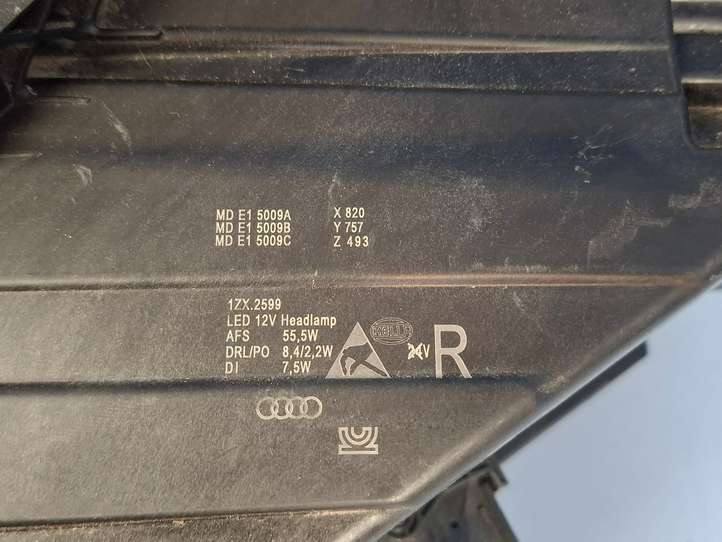 MD E1 5009A X 820
MD E1 5009B Y 757
MD E1 5009C Z 493
1ZX.2599
LED 12V Headlamp
AFS 55,5W
DRL/PO 8,4/2,2W
DI 7,5W
HELLA
24V
R